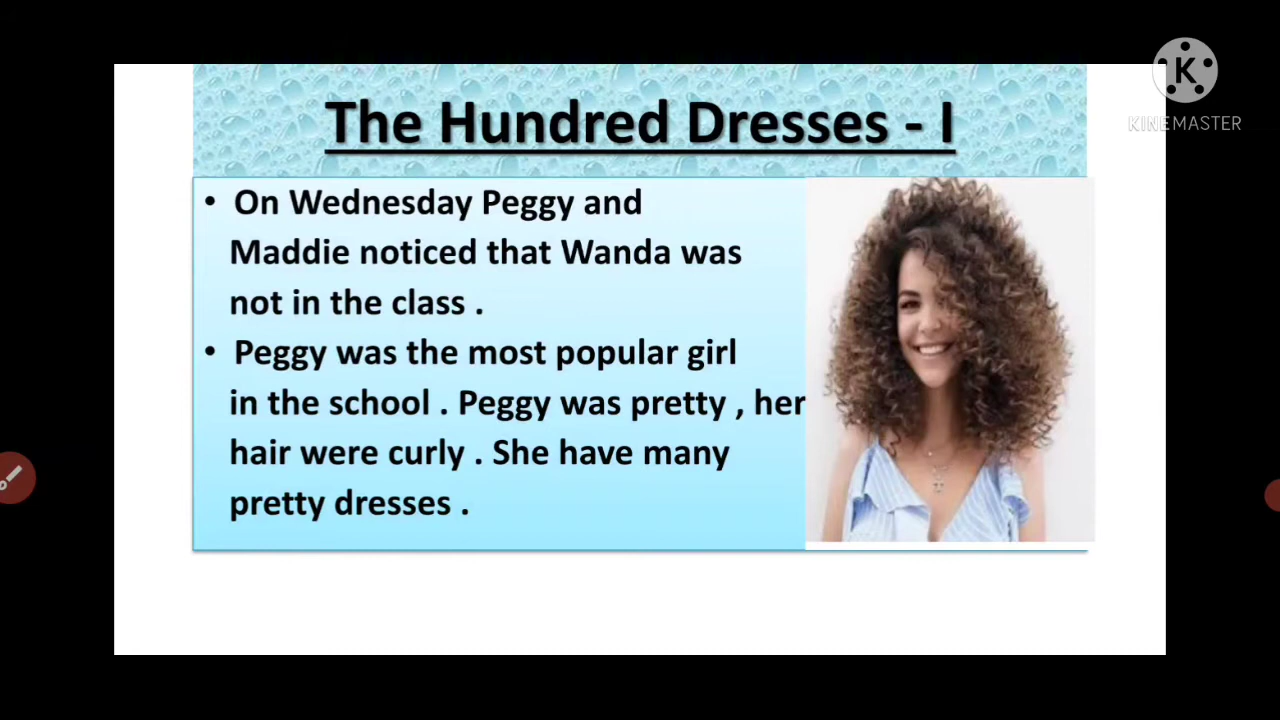 The Hundred Dresses - I
K
KINEMASTER
• On Wednesday Peggy and
Maddie noticed that Wanda was
not in the class .
• Peggy was the most popular girl
in the school . Peggy was pretty , her
hair were curly . She have many
pretty dresses .